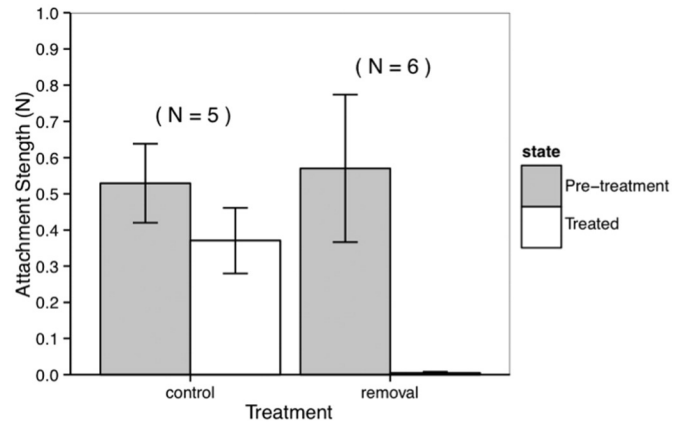 1.0
0.9
0.8
0.7
0.6
0.5
0.4
0.3
0.2
0.1
0.0
Attachment Stength (N)
( N = 5 )
( N = 6 )
control
removal
Treatment
state
Pre−treatment
Treated